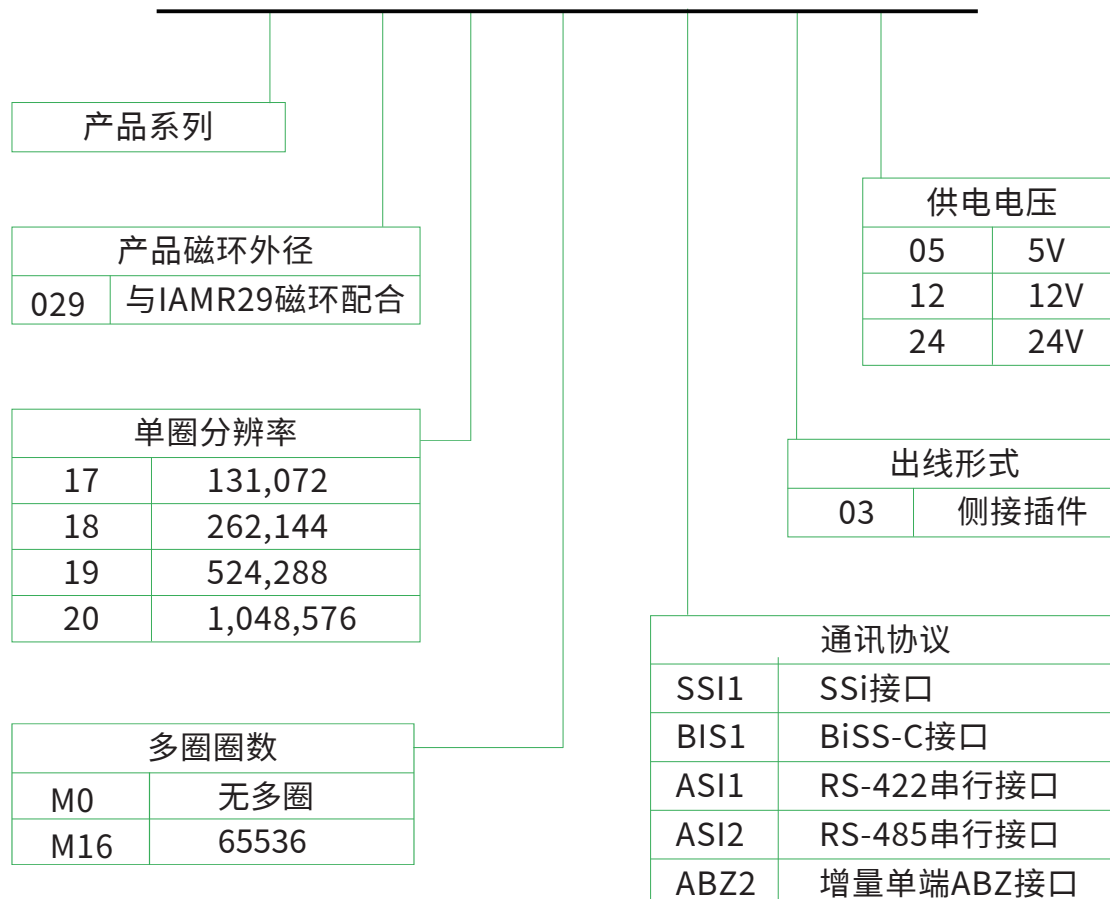 产品系列
产品磁环外径
029 与IAMR29磁环配合
单圈分辨率
17 131,072
18 262,144
19 524,288
20 1,048,576
多圈圈数
M0 无多圈
M16 65536
供电电压
05 5V
12 12V
24 24V
出线形式
03 侧接插件
通讯协议
SSI1 SSi接口
BIS1 BiSS-C接口
ASI1 RS-422串行接口
ASI2 RS-485串行接口
ABZ2 增量单端ABZ接口